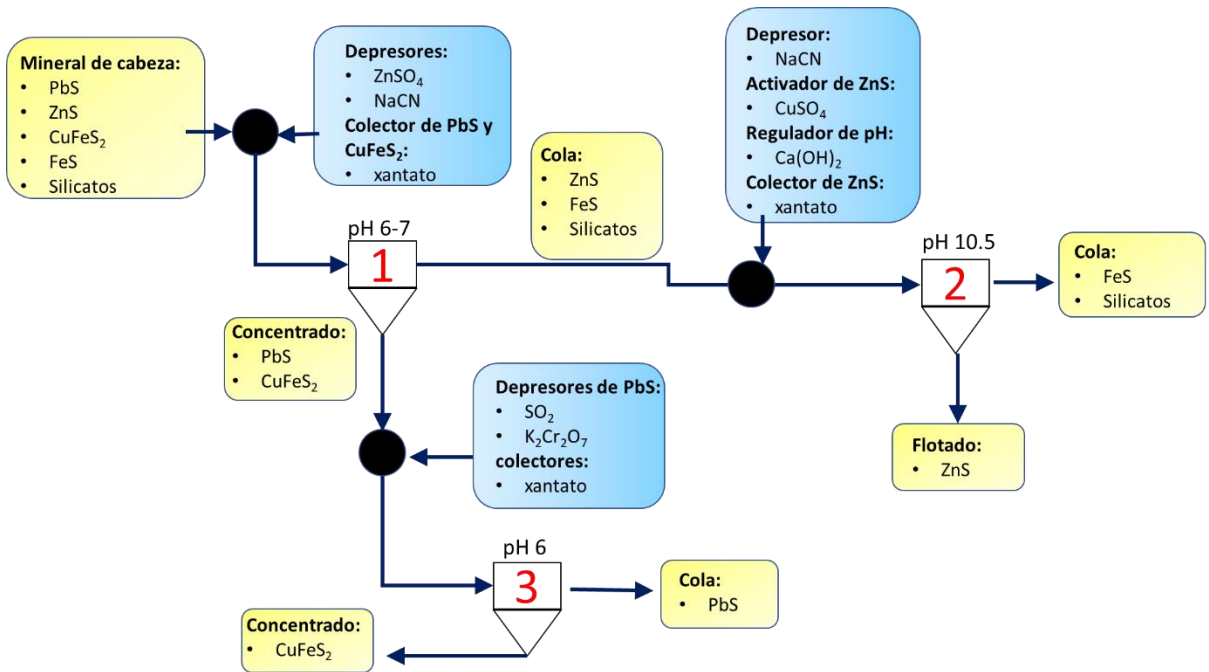 Mineral de cabeza:
• PbS
• ZnS
• CuFeS₂
• FeS
• Silicatos
Depresores:
• ZnSO₄
• NaCN
Colector de PbS y
CuFeS₂:
• xantato
Depresor:
• NaCN
Activador de ZnS:
• CuSO₄
Regulador de pH:
• Ca(OH)₂
Colector de ZnS:
• xantato
Cola:
• ZnS
• FeS
• Silicatos
pH 6-7
1
pH 10.5
2
Cola:
• FeS
• Silicatos
Concentrado:
• PbS
• CuFeS₂
Depresores de PbS:
• SO₂
• K₂Cr₂O₇
colectores:
• xantato
Flotado:
• ZnS
pH 6
3
Cola:
• PbS
Concentrado:
• CuFeS₂